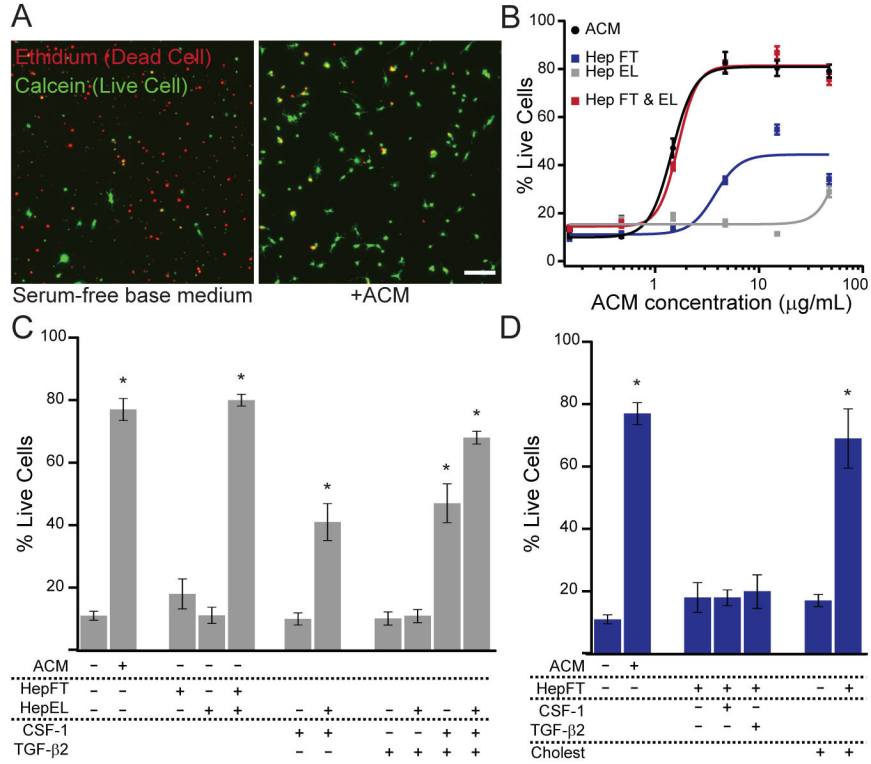 A
Ethidium (Dead Cell)
Calcein (Live Cell)
Serum-free base medium
+ACM
B
% Live Cells
100
80
60
40
20
0
ACM
Hep FT
Hep EL
Hep FT & EL
1
10
100
ACM concentration (μg/mL)
C
% Live Cells
100
80
60
40
20
* * * * *
ACM – +
HepFT – – + – +
HepEL – – – + +
– + – + – +
CSF-1 + + – – + +
TGF-β2 – – + + + +
D
% Live Cells
100
80
60
40
20
* *
ACM – +
HepFT – – + + + – +
CSF-1 +
TGF-β2 +
Cholest + +